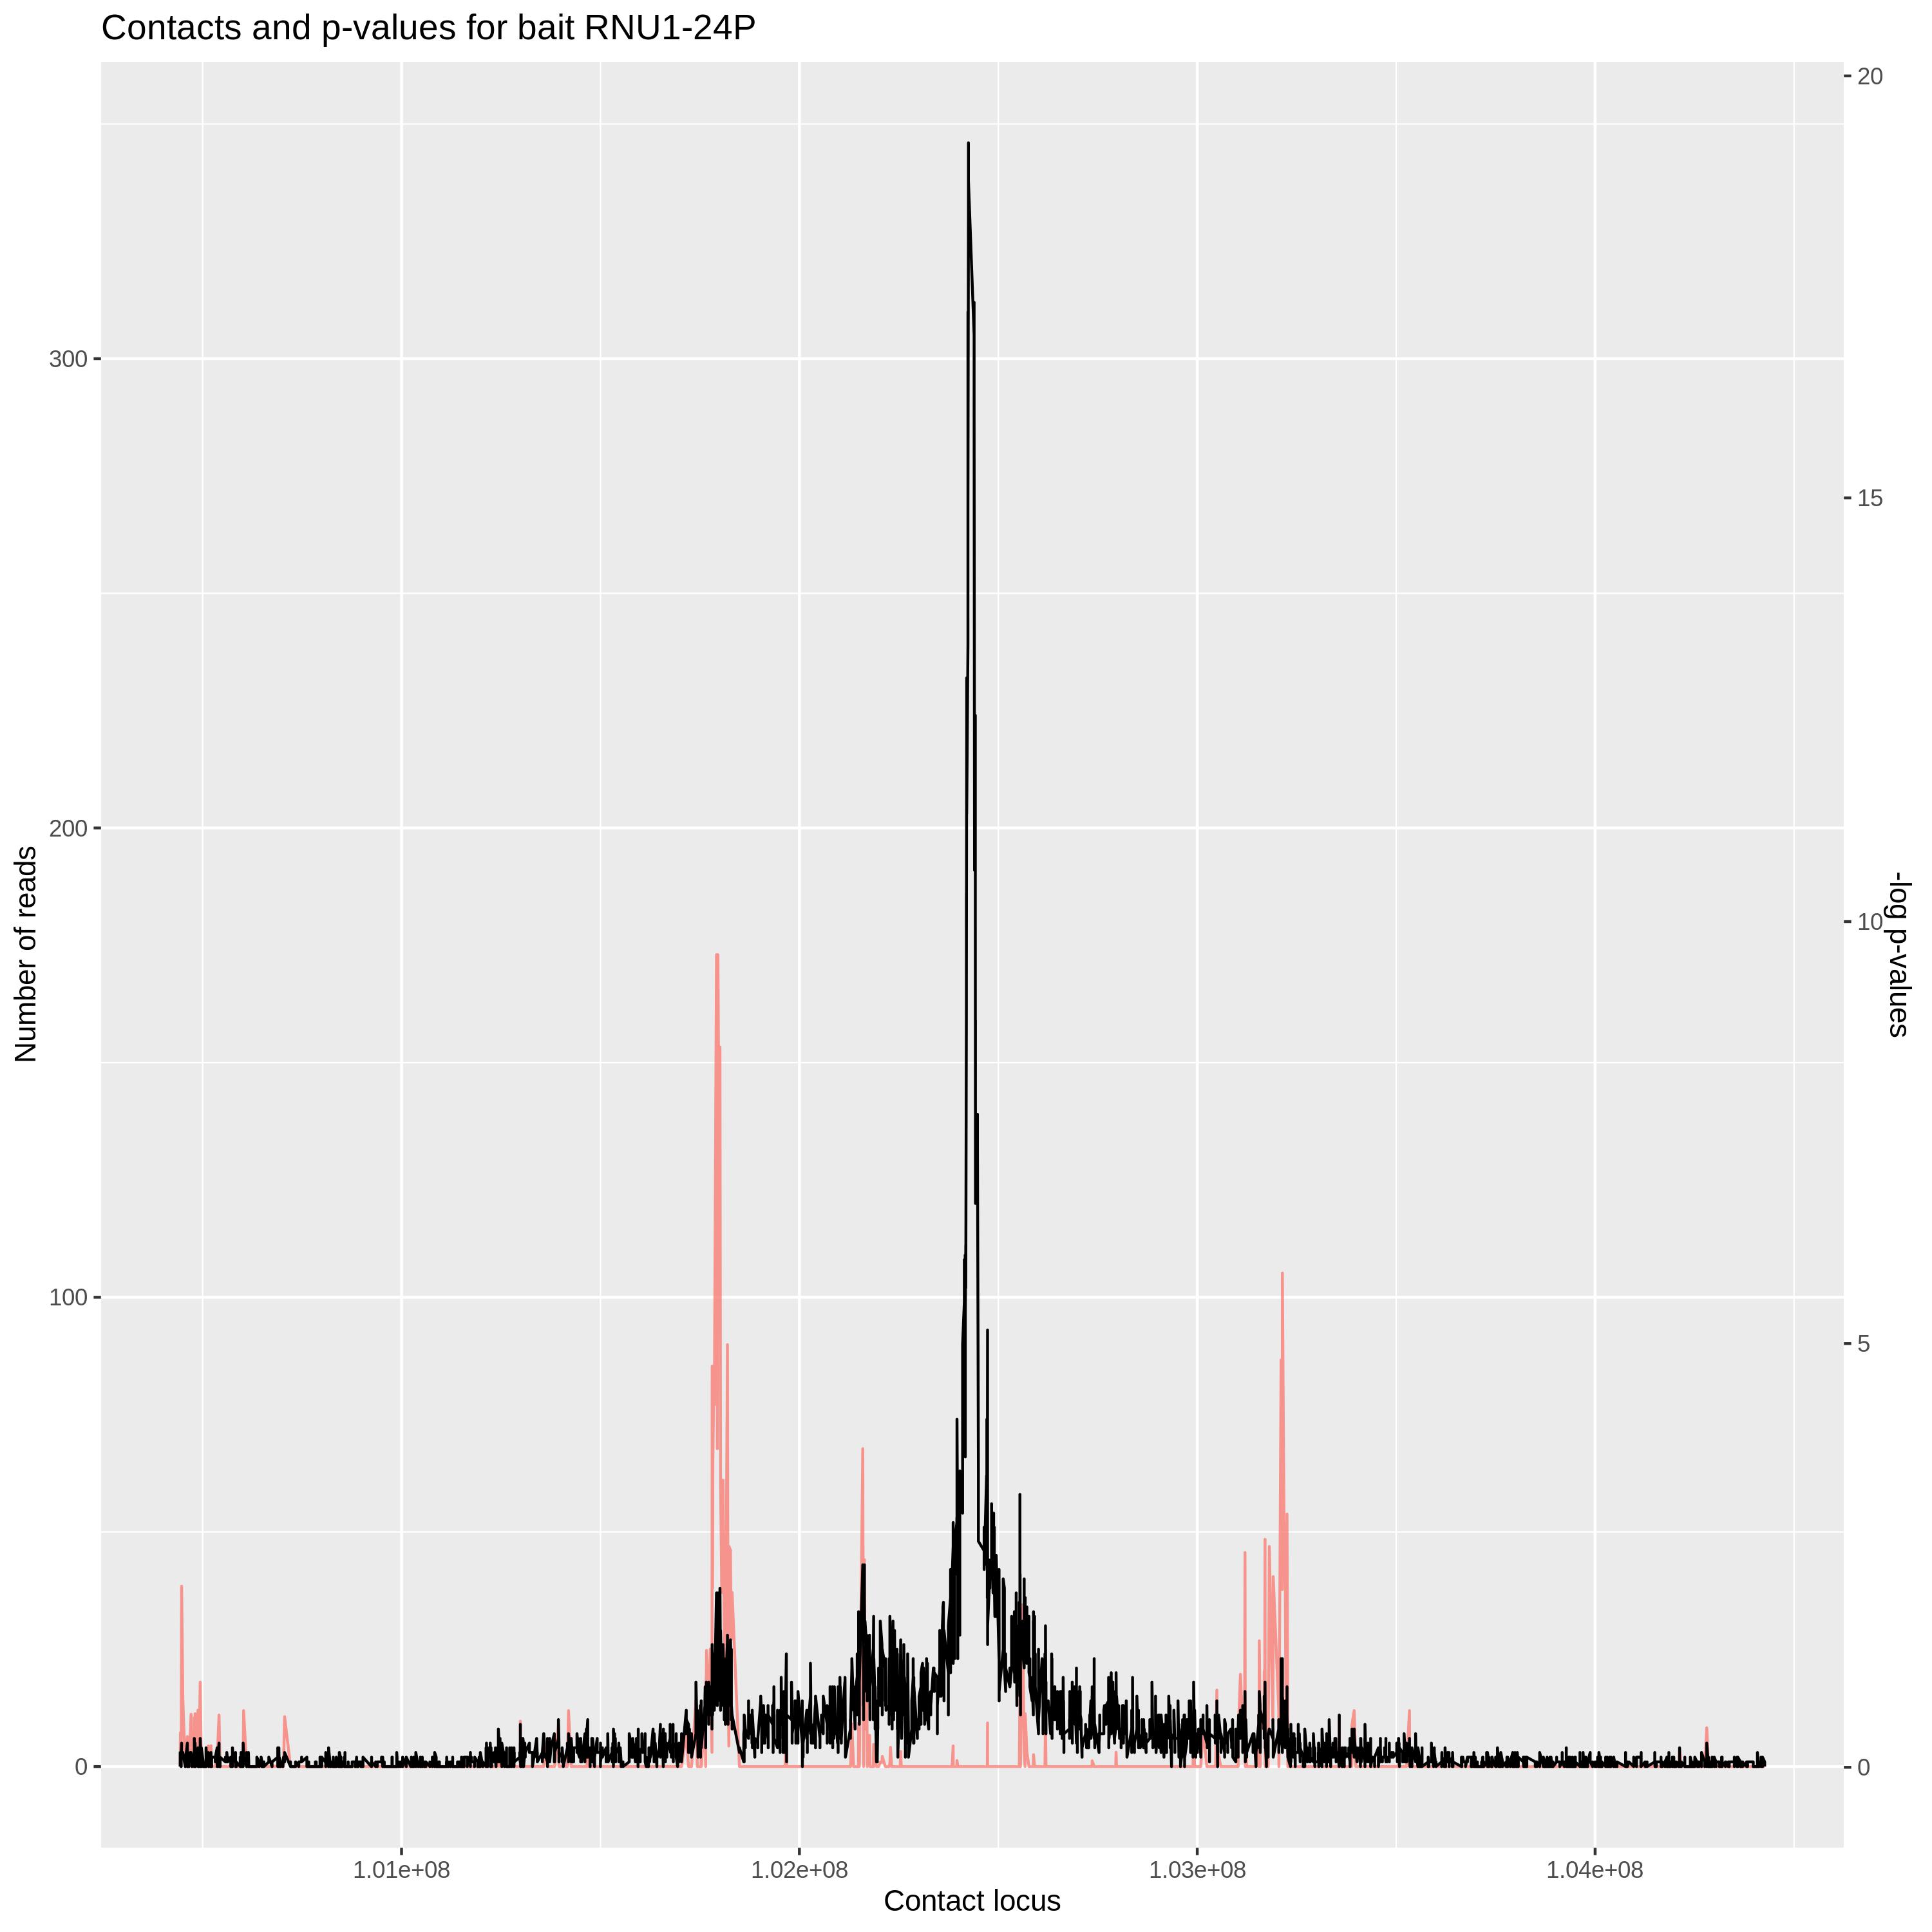 Contacts and p-values for bait RNU1-24P
Number of reads
300
200
100
0
20
15
10
5
0
-log p-values
1.01e+08
1.02e+08
1.03e+08
1.04e+08
Contact locus